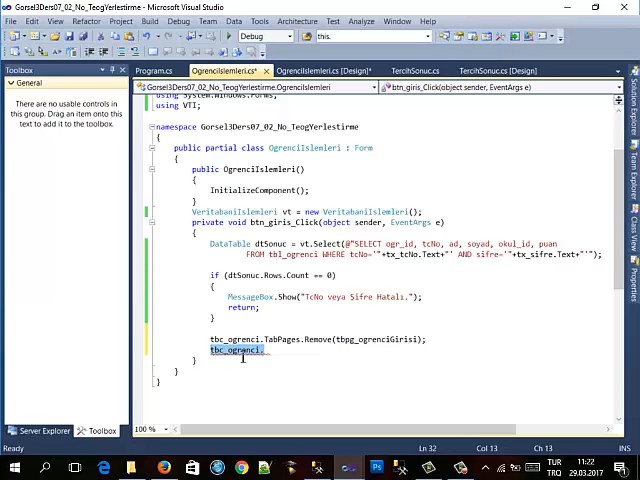 Gorsel3Ders07_02_No_TeogYerlestirme - Microsoft Visual Studio
File Edit View Refactor Project Build Debug Team Data Tools Architecture Test Analyze Window Help
Debug this.
Toolbox
General
There are no usable controls in
this group. Drag an item onto this
text to add it to the toolbox.
Program.cs OgrenciIslemleri.cs* OgrenciIslemleri.cs [Design]* TercihSonuc.cs TercihSonuc.cs [Design]
Gorsel3Ders07_02_No_TeogYerlestirme.OgrenciIslemleri btn_giris_Click(object sender, EventArgs e)
using System.Windows.Forms;
using VTI;
namespace Gorsel3Ders07_02_No_TeogYerlestirme
{
public partial class OgrenciIslemleri : Form
{
public OgrenciIslemleri()
{
InitializeComponent();
}
VeritabaniIslemleri vt = new VeritabaniIslemleri();
private void btn_giris_Click(object sender, EventArgs e)
{
DataTable dtSonuc = vt.Select(@"SELECT ogr_id, tcNo, ad, soyad, okul_id, puan
FROM tbl_ogrenci WHERE tcNo='"+tx_tcNo.Text+"' AND sifre='"+tx_sifre.Text+"'");
if (dtSonuc.Rows.Count == 0)
{
MessageBox.Show("TcNo veya Şifre Hatalı.");
return;
}
tbc_ogrenci.TabPages.Remove(tbpg_ogrenciGirisi);
tbc_ogrenci.
}
}
}
100 %
Solution Explorer
Team Explorer
Class View
Properties
Server Explorer Toolbox
Ready Ln 32 Col 13 Ch 13 INS
TUR 11:22
TRQ 29.03.2017